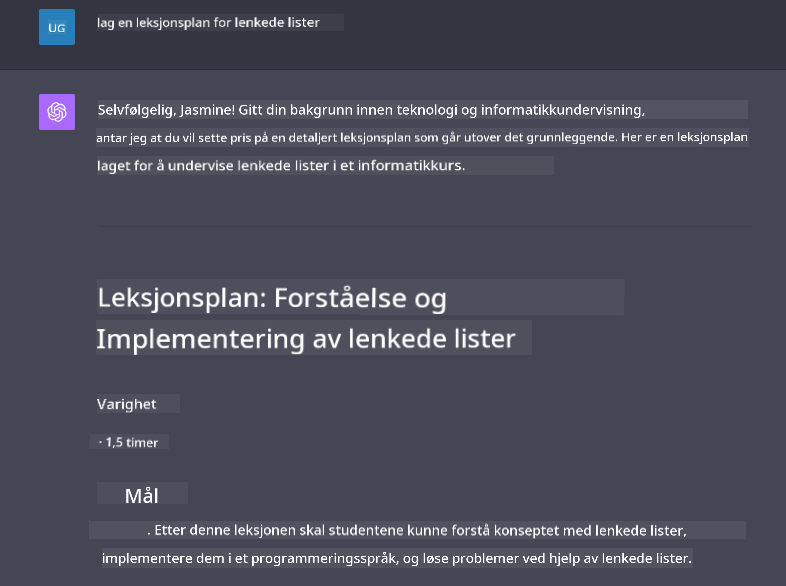 UG
lag en leksjonsplan for lenkede lister
Selvfølgelig, Jasmine! Gitt din bakgrunn innen teknologi og informatikkundervisning,
antar jeg at du vil sette pris på en detaljert leksjonsplan som går utover det grunnleggende. Her er en leksjonsplan
laget for å undervise lenkede lister i et informatikkurs.
Leksjonsplan: Forståelse og
Implementering av lenkede lister
Varighet
· 1,5 timer
Mål
. Etter denne leksjonen skal studentene kunne forstå konseptet med lenkede lister,
implementere dem i et programmeringsspråk, og løse problemer ved hjelp av lenkede lister.